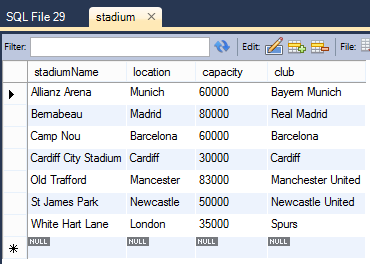 SQL File 29 stadium ×
Filter: Edit: File:
stadiumName location capacity club
Allianz Arena Munich 60000 Bayern Munich
Bernabeau Madrid 80000 Real Madrid
Camp Nou Barcelona 60000 Barcelona
Cardiff City Stadium Cardiff 30000 Cardiff
Old Trafford Mancester 83000 Manchester United
St James Park Newcastle 50000 Newcastle United
White Hart Lane London 35000 Spurs
NULL NULL NULL NULL